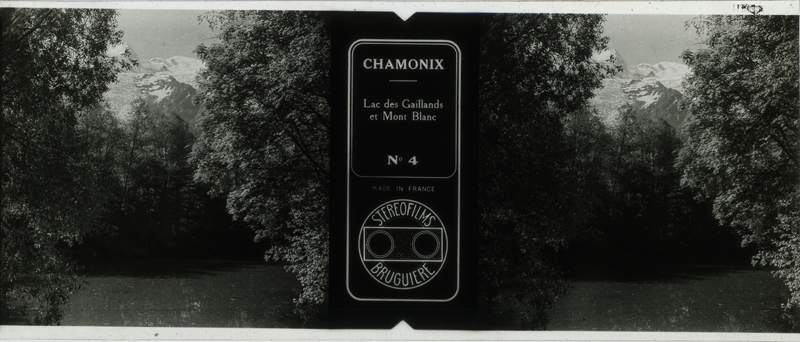 CHAMONIX
Lac des Gaillands
et Mont Blanc
No 4
MADE IN FRANCE
STEREOFILMS
BRUGUIERE